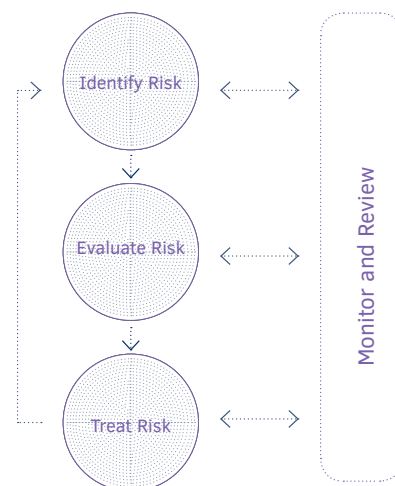 Identify Risk
Evaluate Risk
Treat Risk
Monitor and Review